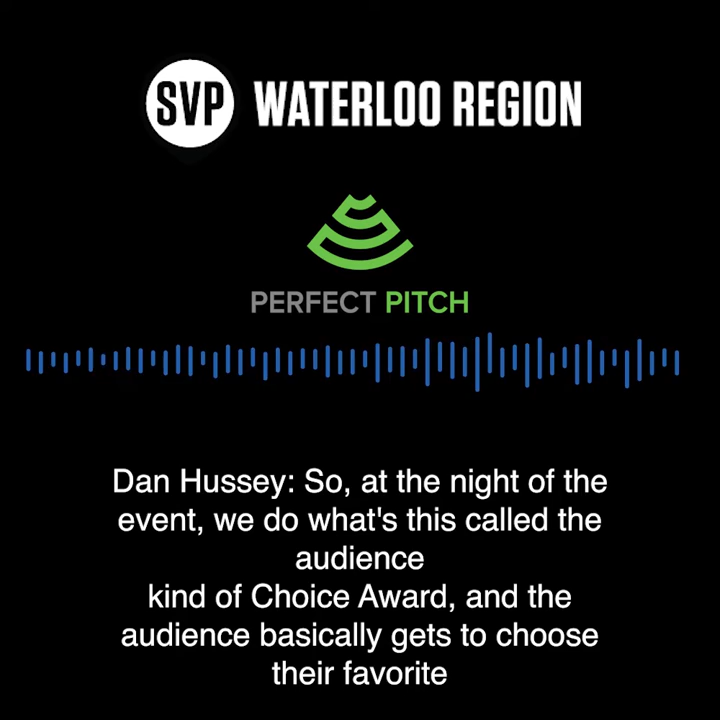 SVP WATERLOO REGION
PERFECT PITCH
Dan Hussey: So, at the night of the
event, we do what's this called the
audience
kind of Choice Award, and the
audience basically gets to choose
their favorite